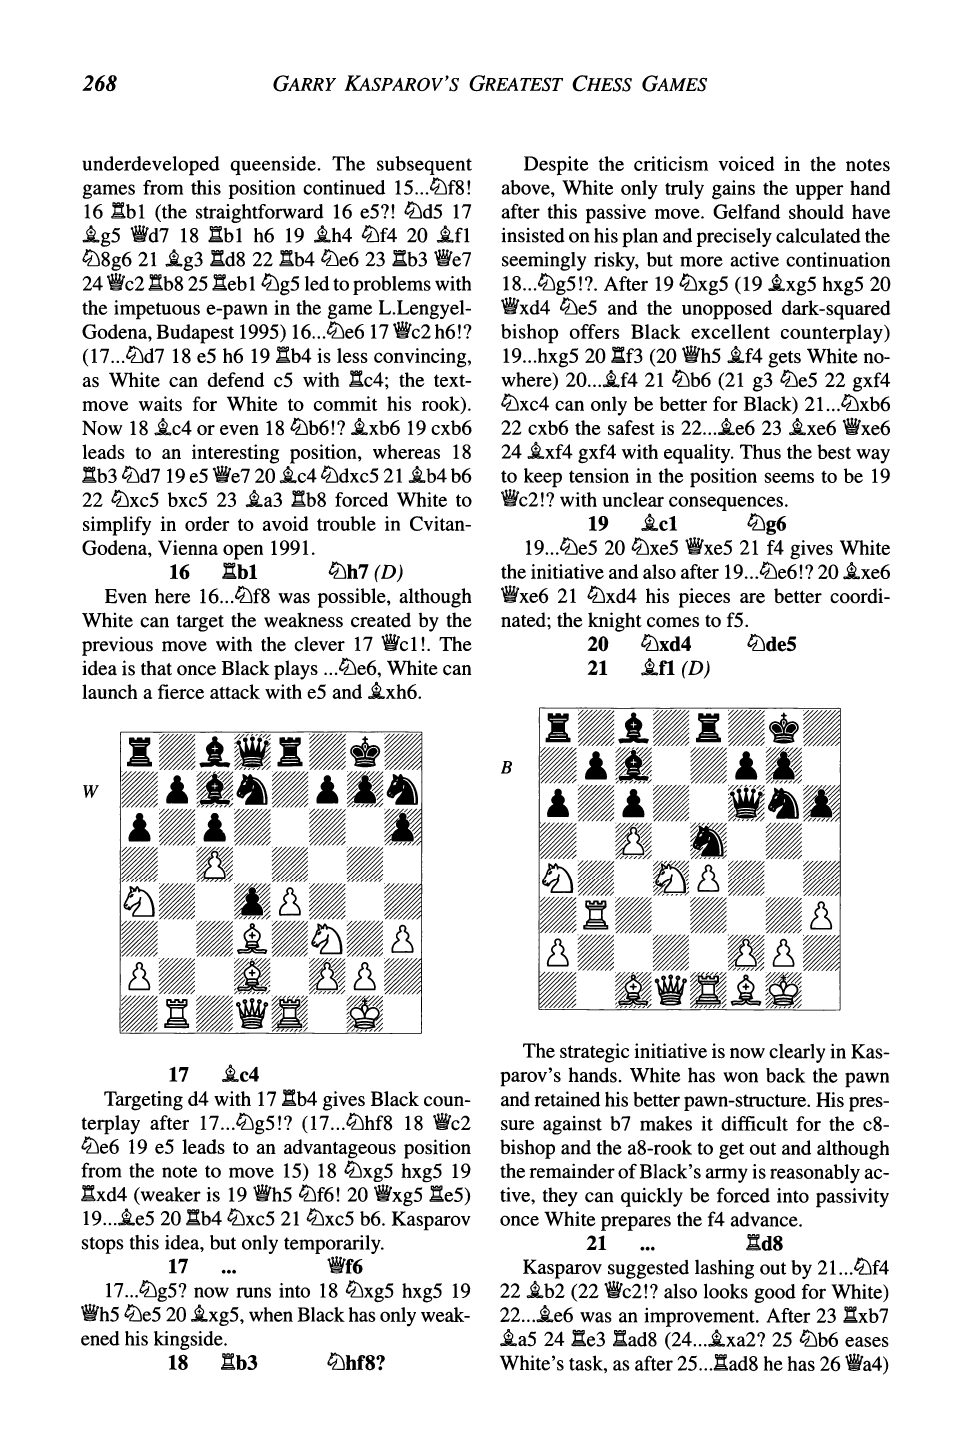 268
GARRY KASPAROV'S GREATEST CHESS GAMES
underdeveloped queenside. The subsequent
games from this position continued 15...♘f8!
16 ♖b1 (the straightforward 16 e5?! ♘d5 17
♗g5 ♕d7 18 ♖b1 h6 19 ♗h4 ♘f4 20 ♗f1
♘8g6 21 ♗g3 ♖d8 22 ♖b4 ♘e6 23 ♖b3 ♕e7
24 ♕c2 ♖b8 25 ♖eb1 ♘g5 led to problems with
the impetuous e-pawn in the game L.Lengyel-
Godena, Budapest 1995) 16...♘e6 17 ♕c2 h6!?
(17...♘d7 18 e5 h6 19 ♖b4 is less convincing,
as White can defend c5 with ♖c4; the text-
move waits for White to commit his rook).
Now 18 ♗c4 or even 18 ♘b6!? ♗xb6 19 cxb6
leads to an interesting position, whereas 18
♖b3 ♘d7 19 e5 ♕e7 20 ♗c4 ♘dxc5 21 ♗b4 b6
22 ♘xc5 bxc5 23 ♗a3 ♖b8 forced White to
simplify in order to avoid trouble in Cvitan-
Godena, Vienna open 1991.
16 ♖b1 ♘h7 (D)
Even here 16...♘f8 was possible, although
White can target the weakness created by the
previous move with the clever 17 ♕c1!. The
idea is that once Black plays ...♘e6, White can
launch a fierce attack with e5 and ♗xh6.
W
17 ♗c4
Targeting d4 with 17 ♖b4 gives Black coun-
terplay after 17...♘g5!? (17...♘hf8 18 ♕c2
♘e6 19 e5 leads to an advantageous position
from the note to move 15) 18 ♘xg5 hxg5 19
♖xd4 (weaker is 19 ♕h5 ♘f6! 20 ♕xg5 ♖e5)
19...♗e5 20 ♖b4 ♘xc5 21 ♘xc5 b6. Kasparov
stops this idea, but only temporarily.
17 ... ♕f6
17...♘g5? now runs into 18 ♘xg5 hxg5 19
♕h5 ♘e5 20 ♗xg5, when Black has only weak-
ened his kingside.
18 ♖b3 ♘hf8?
Despite the criticism voiced in the notes
above, White only truly gains the upper hand
after this passive move. Gelfand should have
insisted on his plan and precisely calculated the
seemingly risky, but more active continuation
18...♘g5!?. After 19 ♘xg5 (19 ♗xg5 hxg5 20
♕xd4 ♘e5 and the unopposed dark-squared
bishop offers Black excellent counterplay)
19...hxg5 20 ♖f3 (20 ♕h5 ♗f4 gets White no-
where) 20...♗f4 21 ♘b6 (21 g3 ♘e5 22 gxf4
♘xc4 can only be better for Black) 21...♘xb6
22 cxb6 the safest is 22...♗e6 23 ♗xe6 ♕xe6
24 ♗xf4 gxf4 with equality. Thus the best way
to keep tension in the position seems to be 19
♕c2!? with unclear consequences.
19 ♗c1 ♘g6
19...♘e5 20 ♘xe5 ♕xe5 21 f4 gives White
the initiative and also after 19...♘e6!? 20 ♗xe6
♕xe6 21 ♘xd4 his pieces are better coordi-
nated; the knight comes to f5.
20 ♘xd4 ♘de5
21 ♗f1 (D)
B
The strategic initiative is now clearly in Kas-
parov's hands. White has won back the pawn
and retained his better pawn-structure. His pres-
sure against b7 makes it difficult for the c8-
bishop and the a8-rook to get out and although
the remainder of Black's army is reasonably ac-
tive, they can quickly be forced into passivity
once White prepares the f4 advance.
21 ... ♖d8
Kasparov suggested lashing out by 21...♘f4
22 ♗b2 (22 ♕c2!? also looks good for White)
22...♗e6 was an improvement. After 23 ♖xb7
♗a5 24 ♖e3 ♖ad8 (24...♗xa2? 25 ♘b6 eases
White's task, as after 25...♖ad8 he has 26 ♕a4)